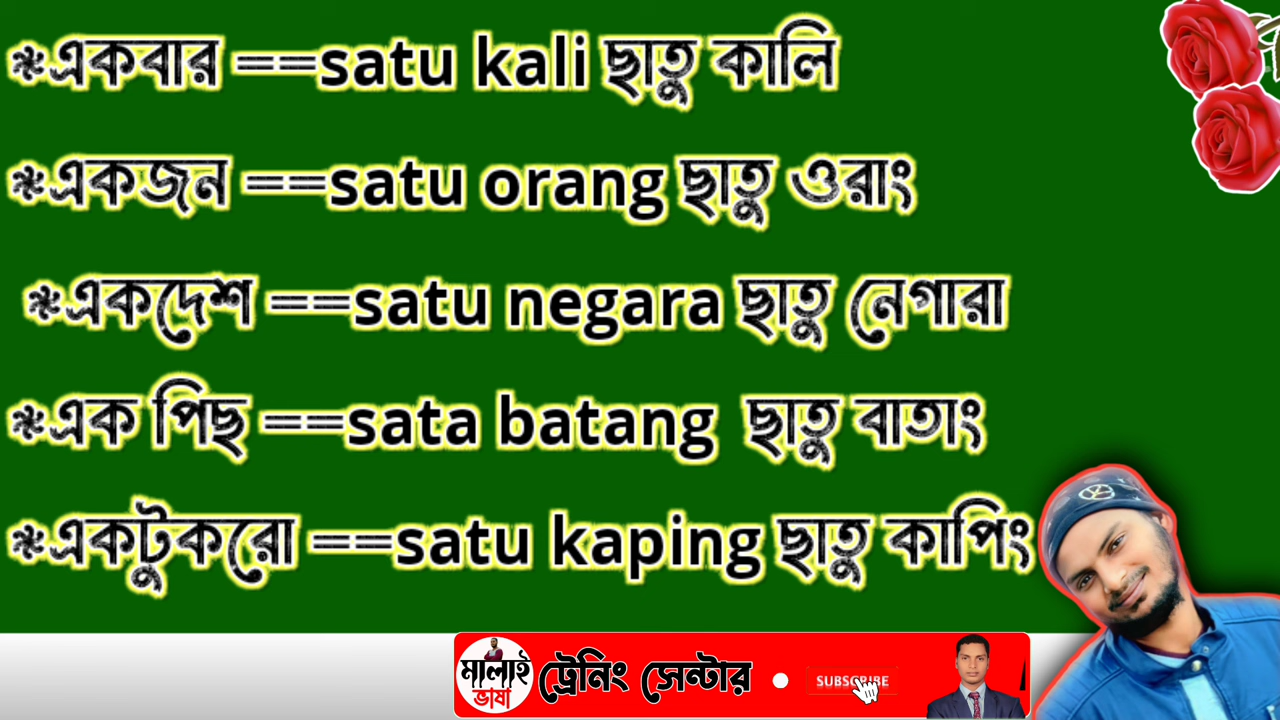 *একবার ==satu kali ছাতু কালি
*একজন ==satu orang ছাতু ওরাং
*একদেশ ==satu negara ছাতু নেগারা
*এক পিছ ==sata batang ছাতু বাতাং
*একটুকরো ==satu kaping ছাতু কাপিং
মালাই ভাষা
ট্রেনিং সেন্টার
SUBSCRIBE